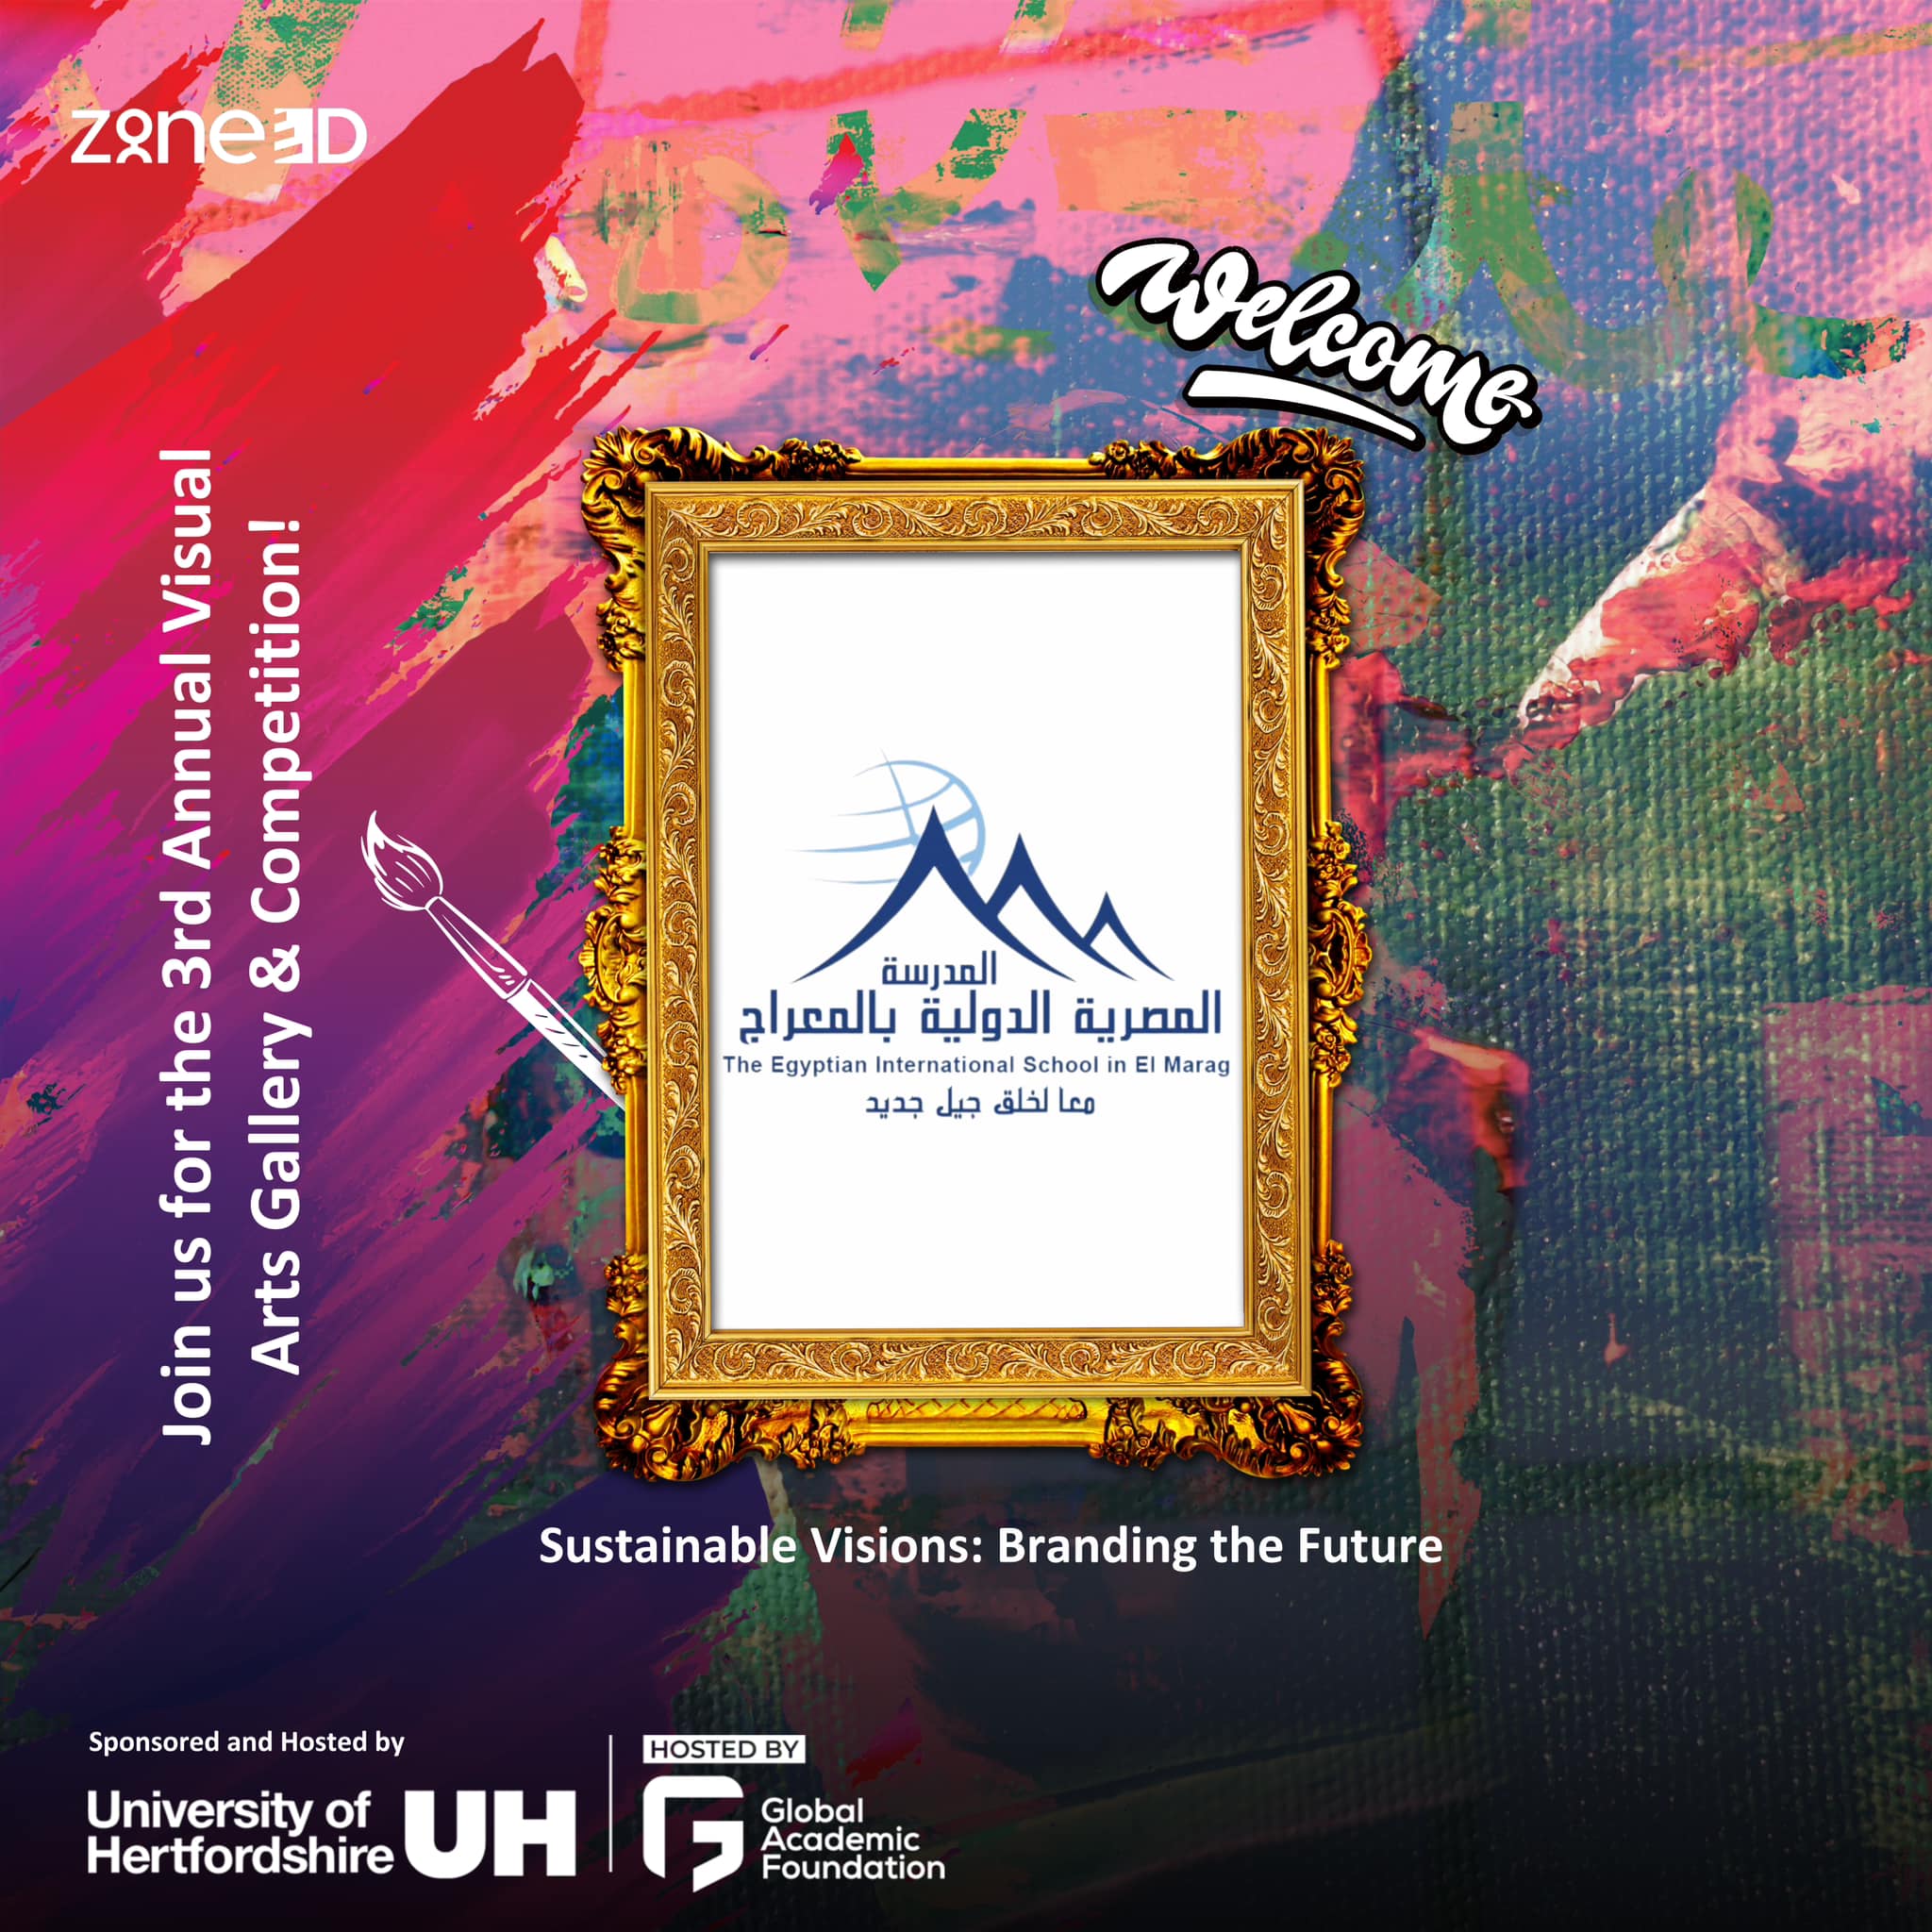 zone3D
Welcome
Join us for the 3rd Annual Visual
Arts Gallery & Competition!
المدرسة
المصرية الدولية بالمعراج
The Egyptian International School in El Marag
معا لخلق جيل جديد
Sustainable Visions: Branding the Future
Sponsored and Hosted by
University of
Hertfordshire
UH
HOSTED BY
Global
Academic
Foundation